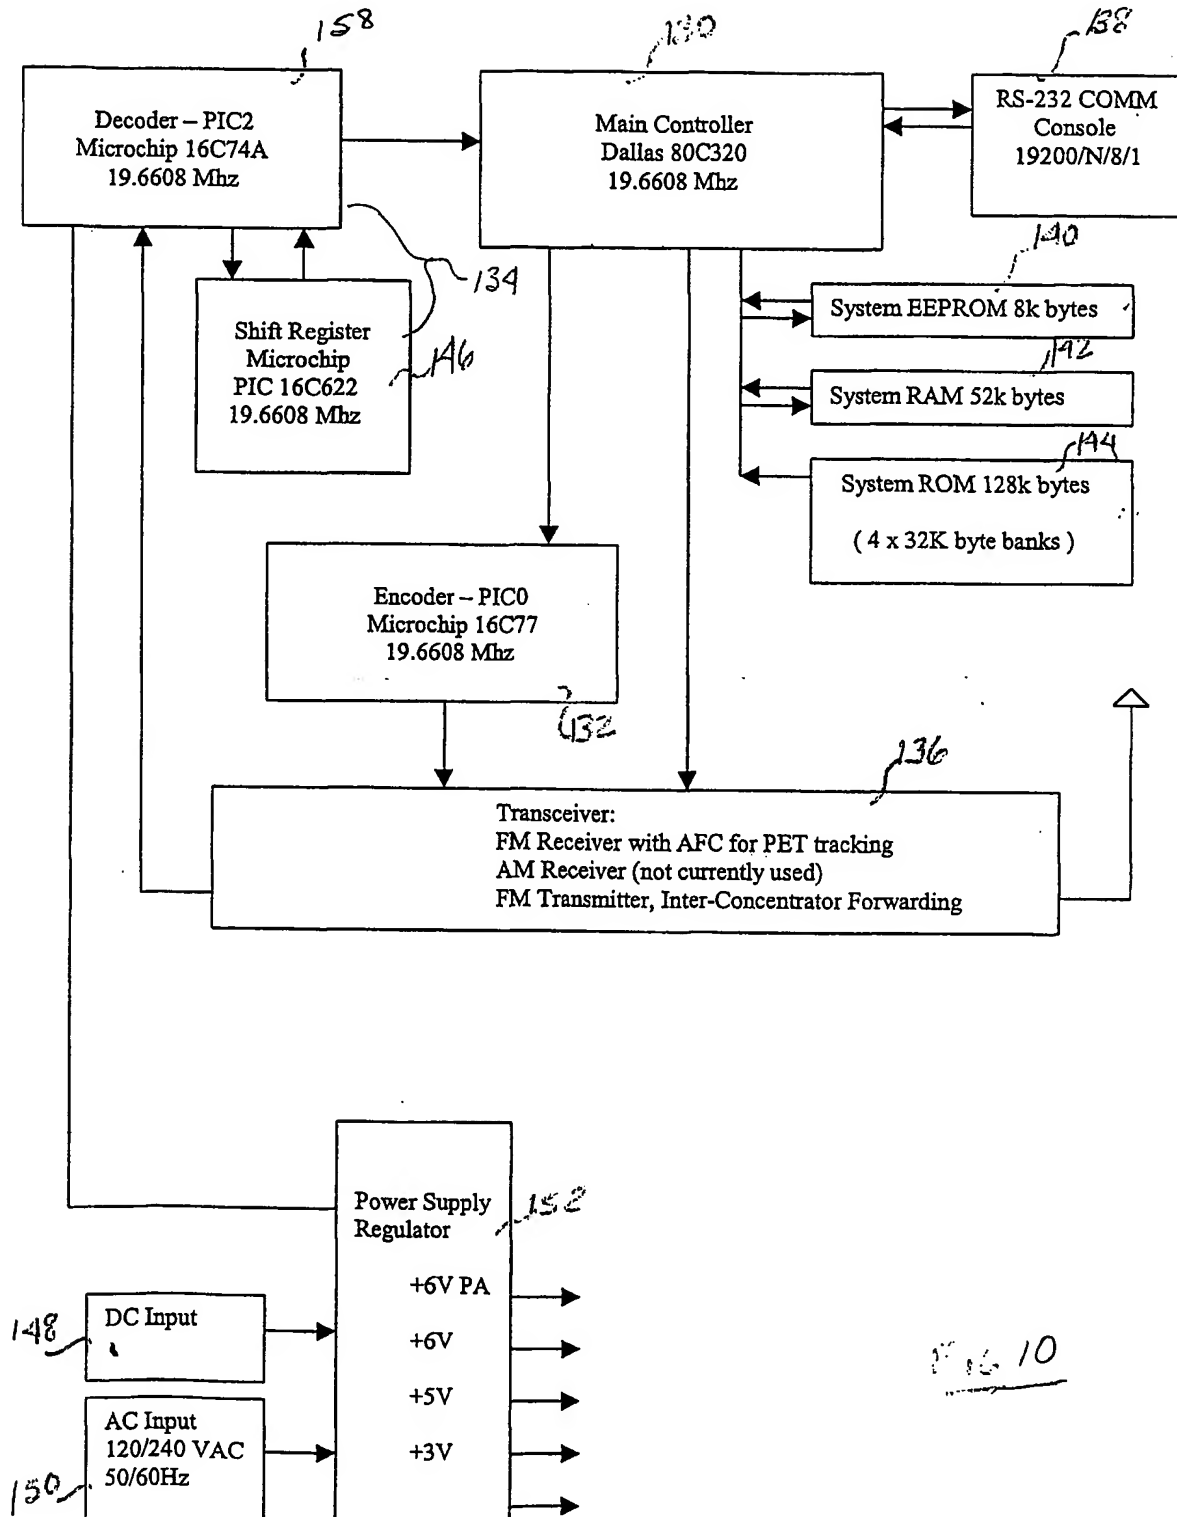 158
130
138
Decoder – PIC2
Microchip 16C74A
19.6608 Mhz
Main Controller
Dallas 80C320
19.6608 Mhz
RS-232 COMM
Console
19200/N/8/1
134
140
System EEPROM 8k bytes
Shift Register
Microchip
PIC 16C622
19.6608 Mhz
146
142
System RAM 52k bytes
144
System ROM 128k bytes
( 4 x 32K byte banks )
Encoder – PIC0
Microchip 16C77
19.6608 Mhz
132
136
Transceiver:
FM Receiver with AFC for PET tracking
AM Receiver (not currently used)
FM Transmitter, Inter-Concentrator Forwarding
Power Supply
Regulator
152
+6V PA
+6V
+5V
+3V
148
DC Input
AC Input
120/240 VAC
50/60Hz
150
FIG 10